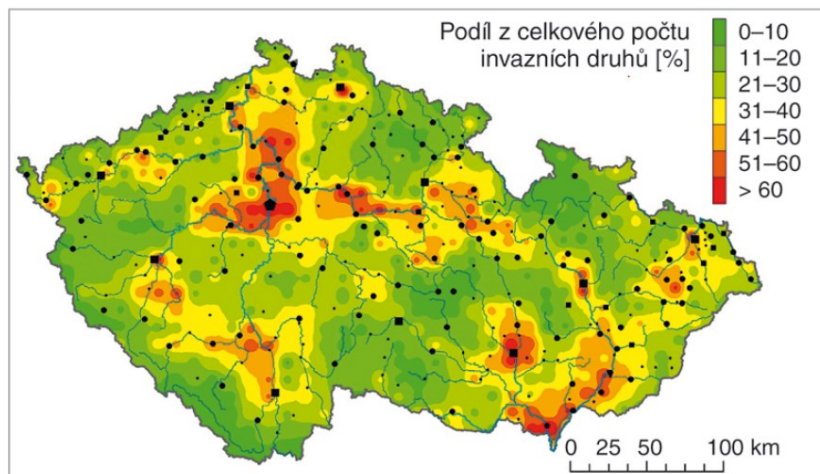 Podíl z celkového počtu
invazních druhů [%]
0–10
11–20
21–30
31–40
41–50
51–60
> 60
0 25 50 100 km